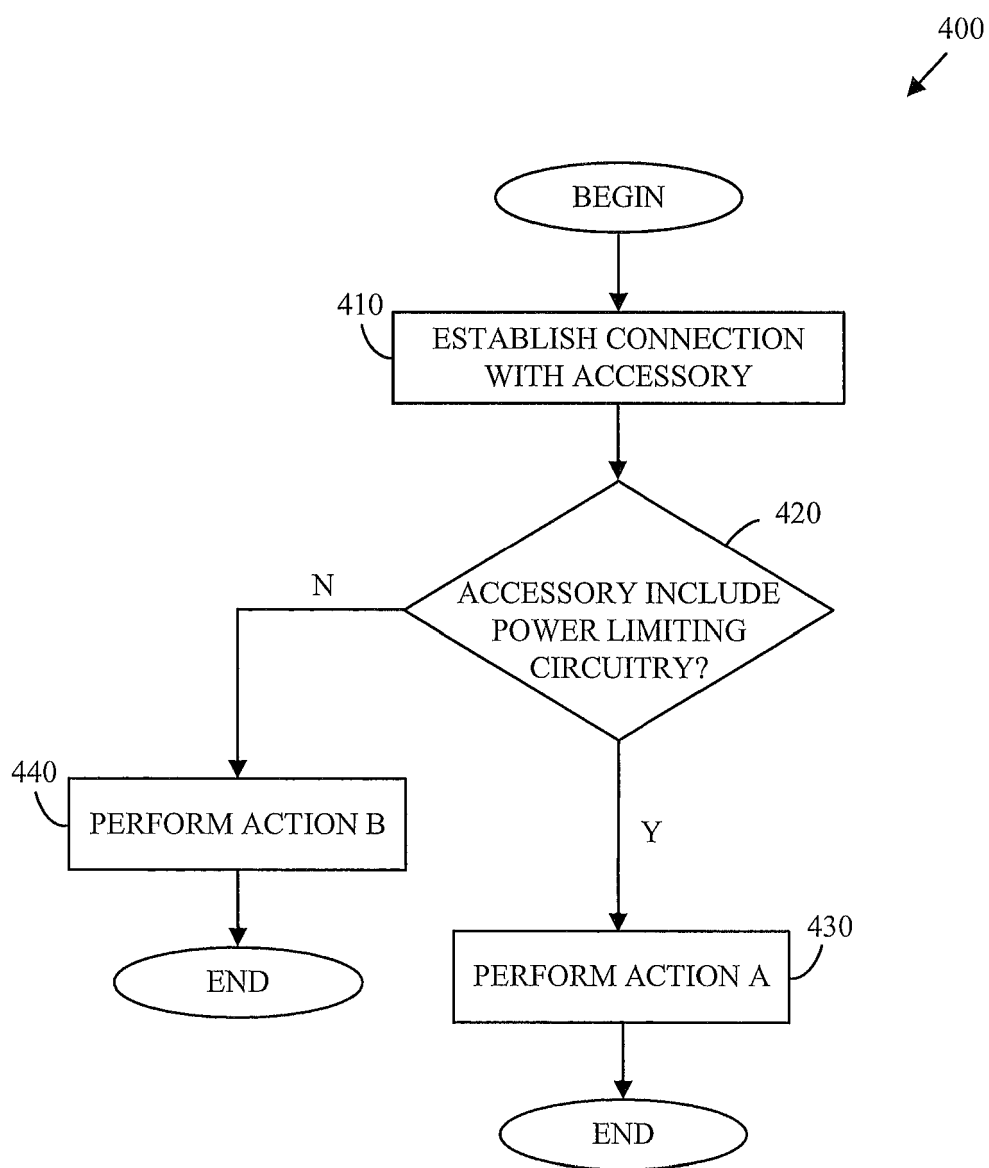 400
BEGIN
410
ESTABLISH CONNECTION
WITH ACCESSORY
420
ACCESSORY INCLUDE
POWER LIMITING
CIRCUITRY?
N
440
PERFORM ACTION B
END
Y
430
PERFORM ACTION A
END